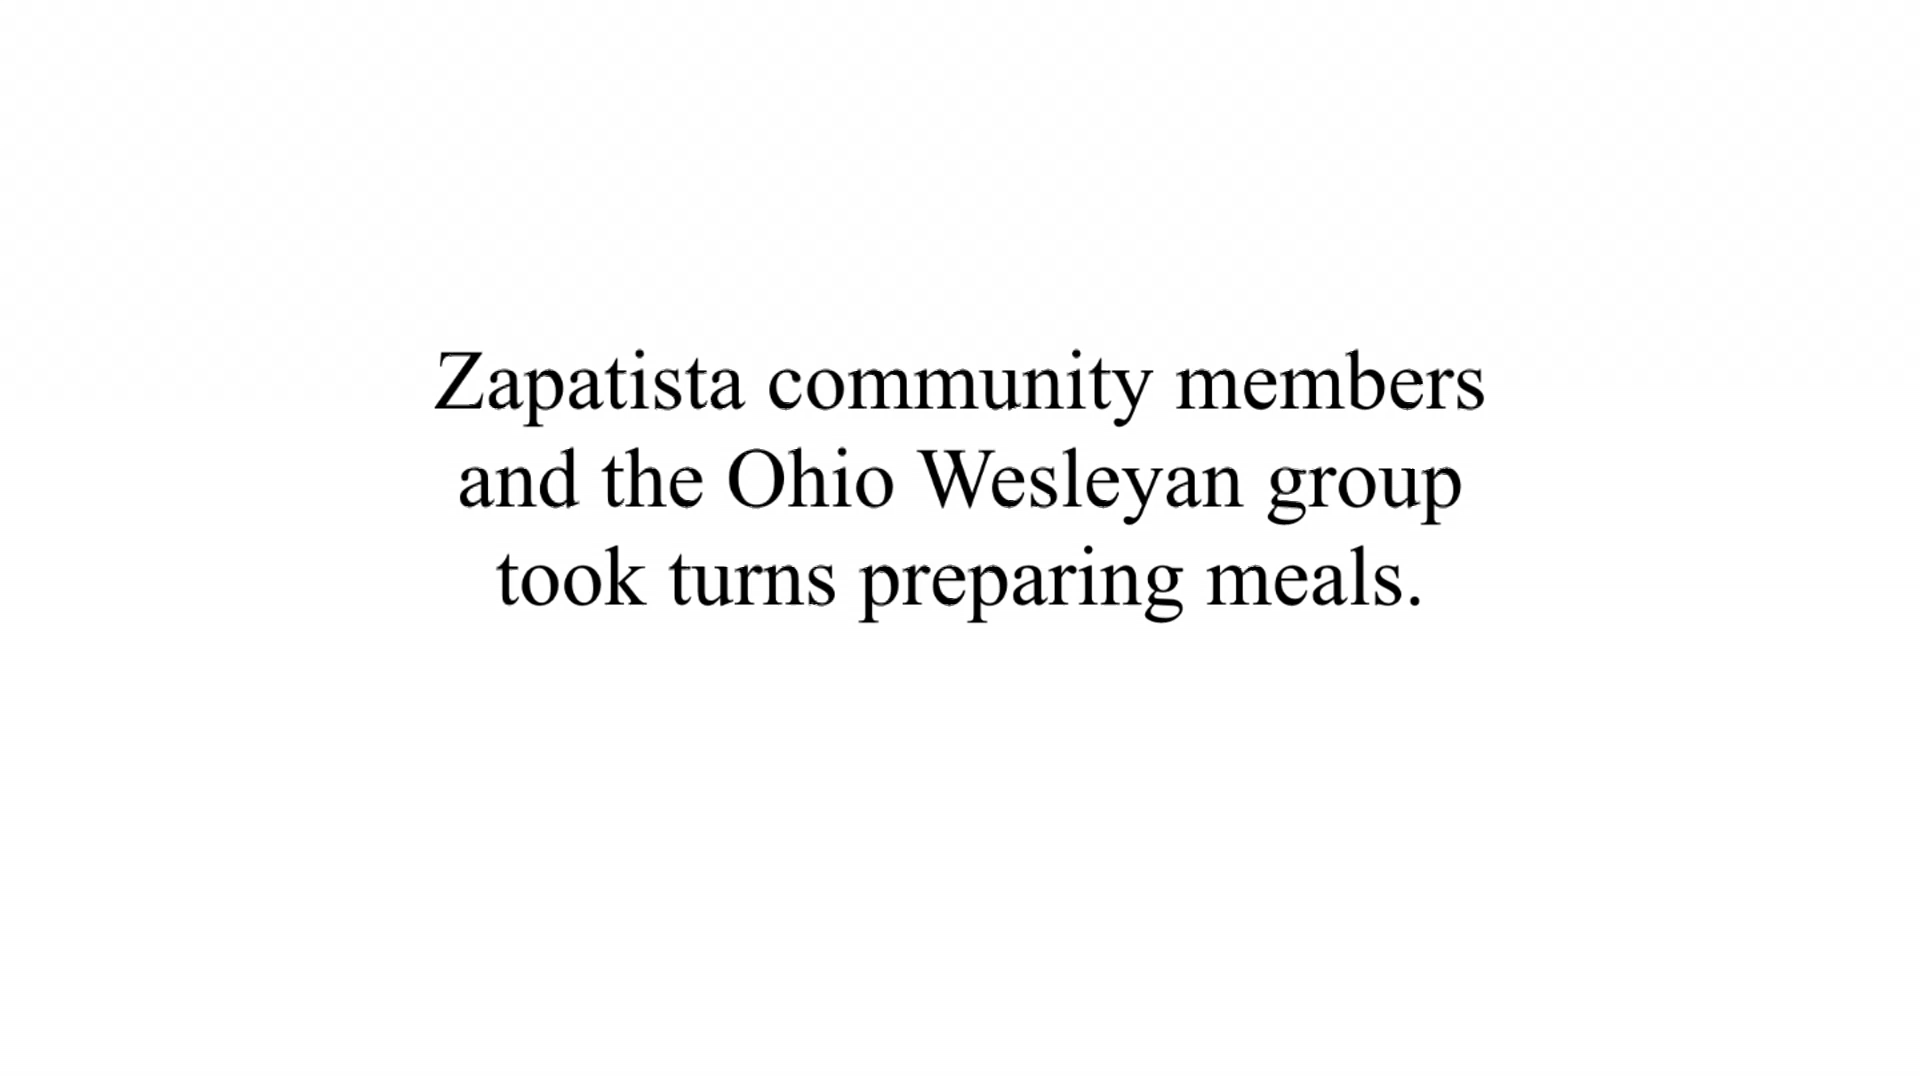 Zapatista community members
and the Ohio Wesleyan group
took turns preparing meals.